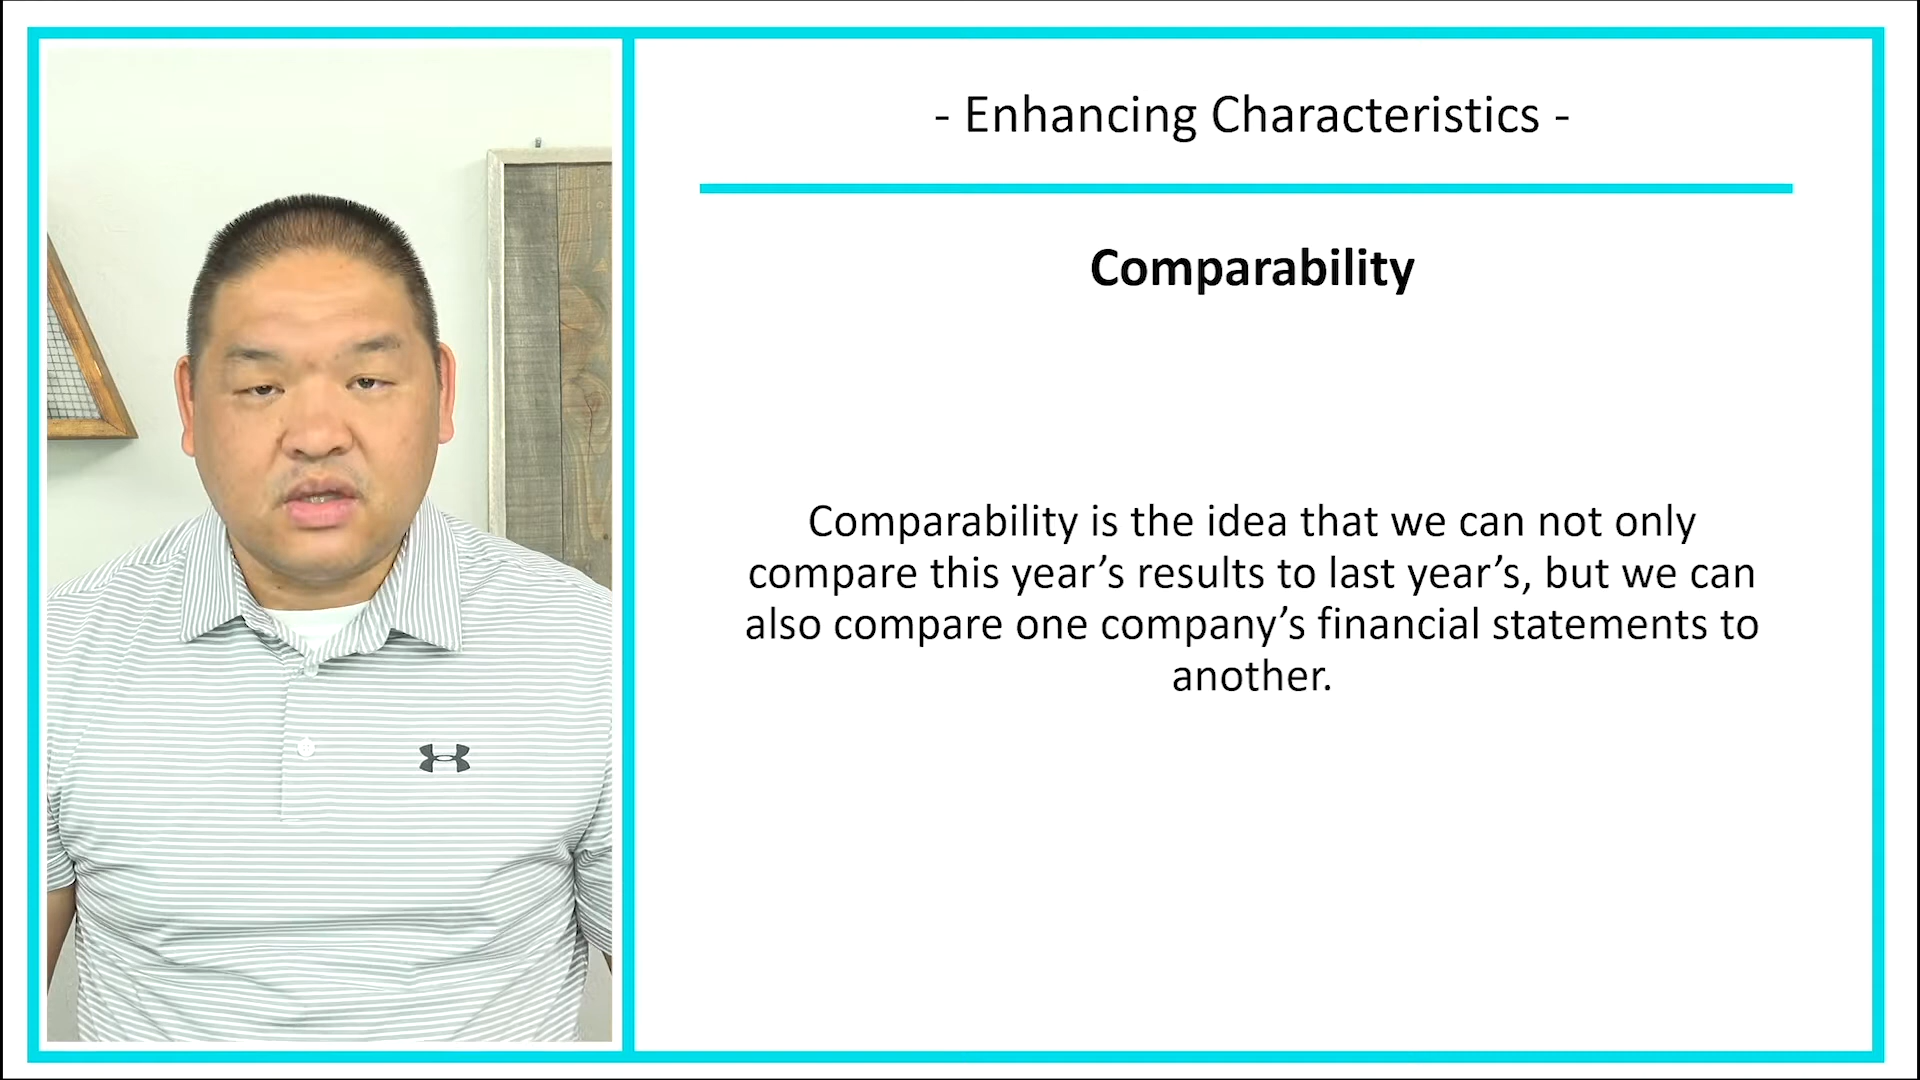 - Enhancing Characteristics -
Comparability
Comparability is the idea that we can not only
compare this year’s results to last year’s, but we can
also compare one company’s financial statements to
another.